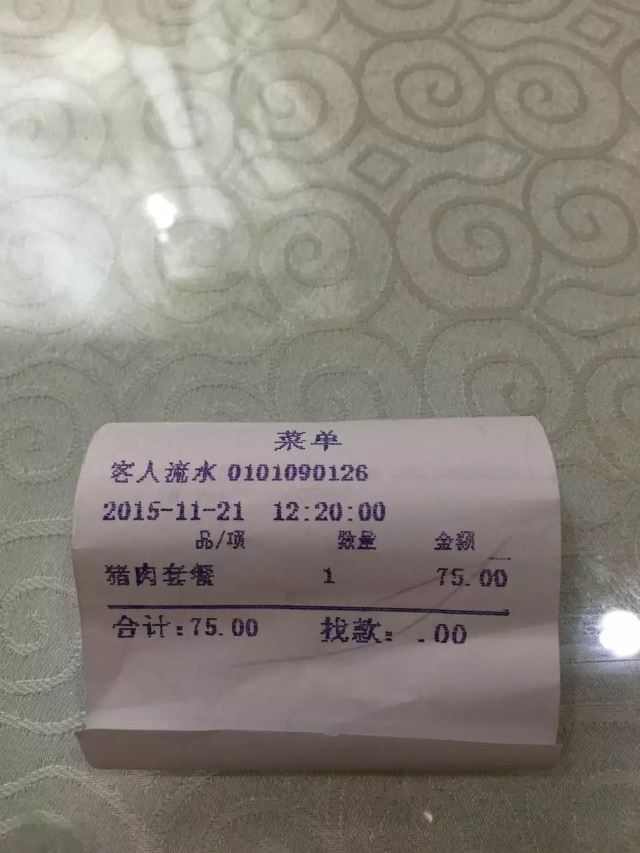 菜单
客人流水 0101090126
2015-11-21 12:20:00
品/项 数量 金额
猪肉套餐 1 75.00
合计:75.00 找款: .00